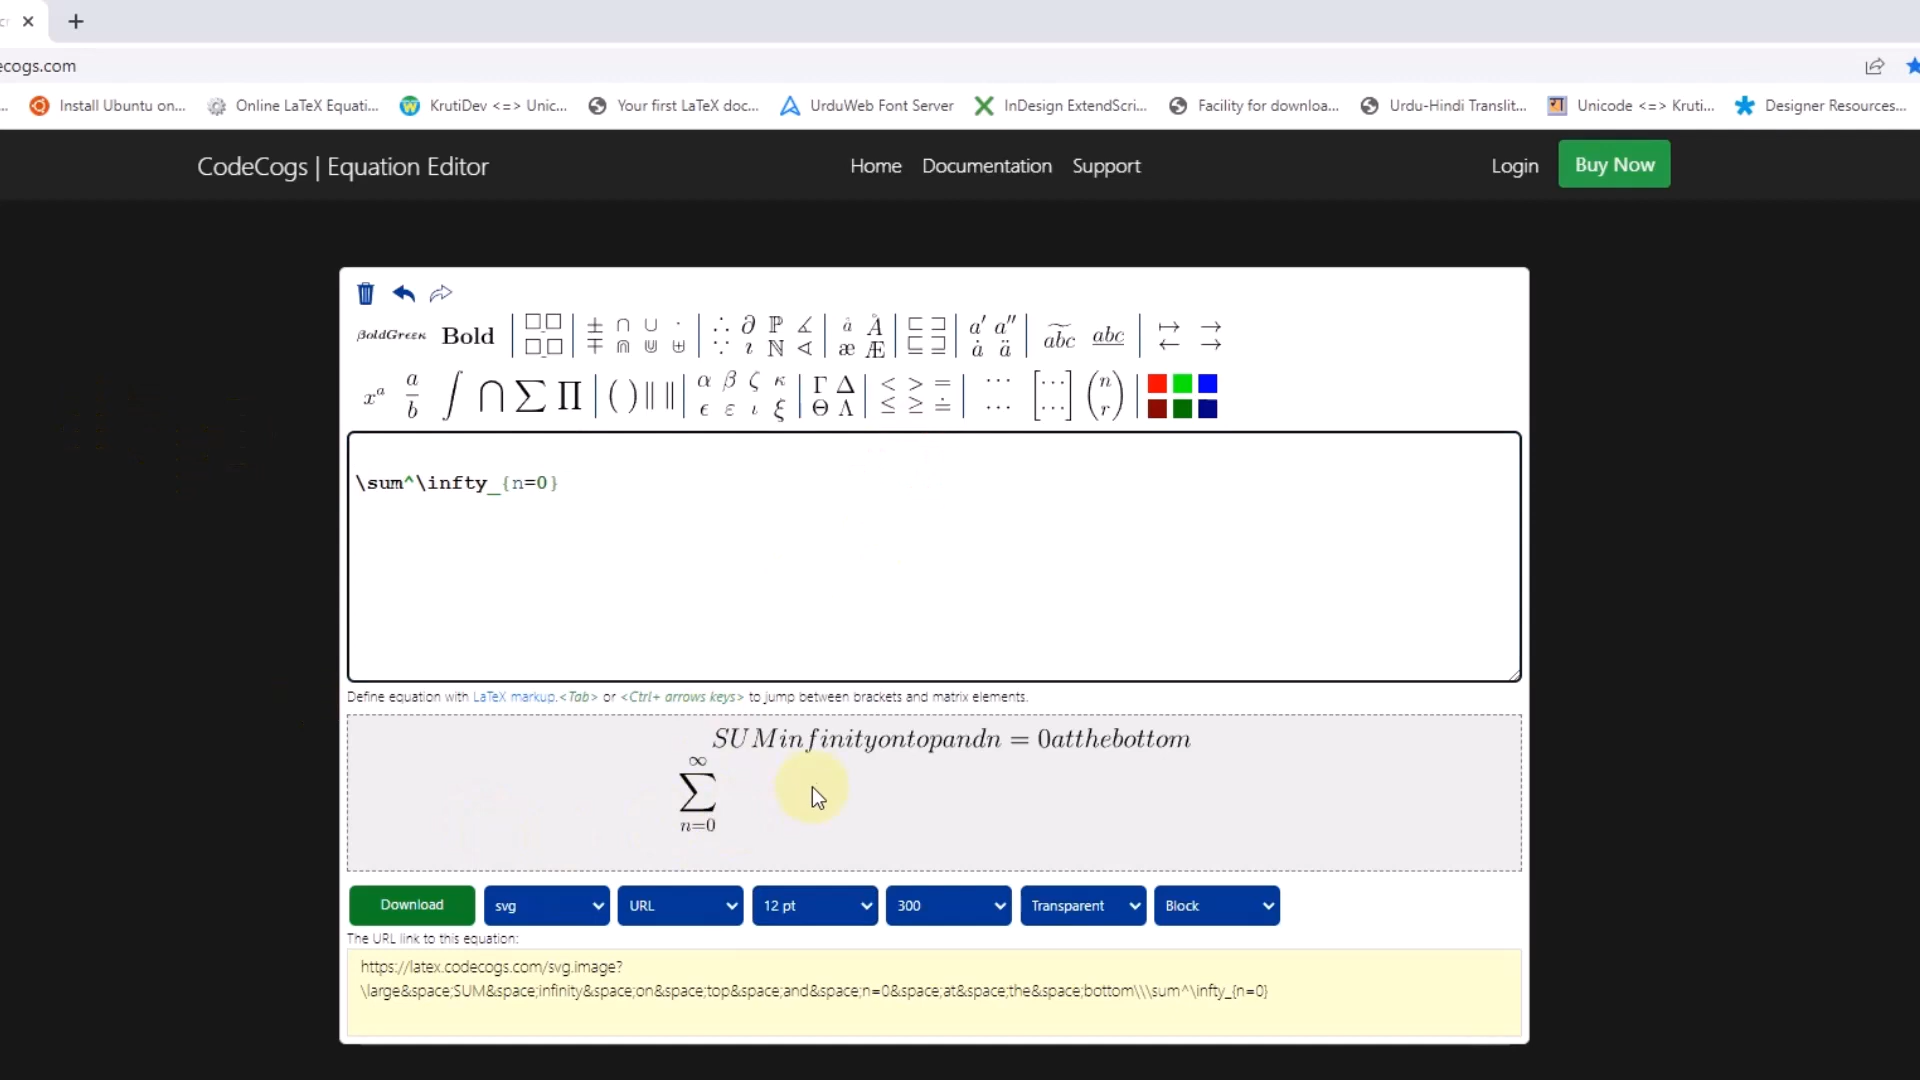 ecogs.com
Install Ubuntu on... Online LaTeX Equati... KrutiDev <=> Unic... Your first LaTeX doc... UrduWeb Font Server InDesign ExtendScri... Facility for downloa... Urdu-Hindi Translit... Unicode <=> Kruti... Designer Resources...
CodeCogs | Equation Editor Home Documentation Support Login Buy Now
βoldGreek Bold ± ∩ ∪ · ∴ ∂ ℙ ∡ å Å ⊏ ⊐ a′ a″ abc abc ↦ →
∓ ⋒ ⋓ ⊎ ∵ ı ℕ ∢ æ Æ ⊑ ⊒ ȧ ä ← →
xᵃ a/b ∫ ⋂ ∑ ∏ ( ) || || α β ζ κ Γ Δ < > = ··· [···] (n r)
ϵ ε ι ξ Θ Λ ≤ ≥ ≐ ···
\sum^\infty_{n=0}
Define equation with LaTeX markup.<Tab> or <Ctrl+ arrows keys> to jump between brackets and matrix elements.
SUMinfinityontopandn = 0atthebottom
∞
∑
n=0
Download svg URL 12 pt 300 Transparent Block
The URL link to this equation:
https://latex.codecogs.com/svg.image?
\large&space;SUM&space;infinity&space;on&space;top&space;and&space;n=0&space;at&space;the&space;bottom\\\sum^\infty_{n=0}